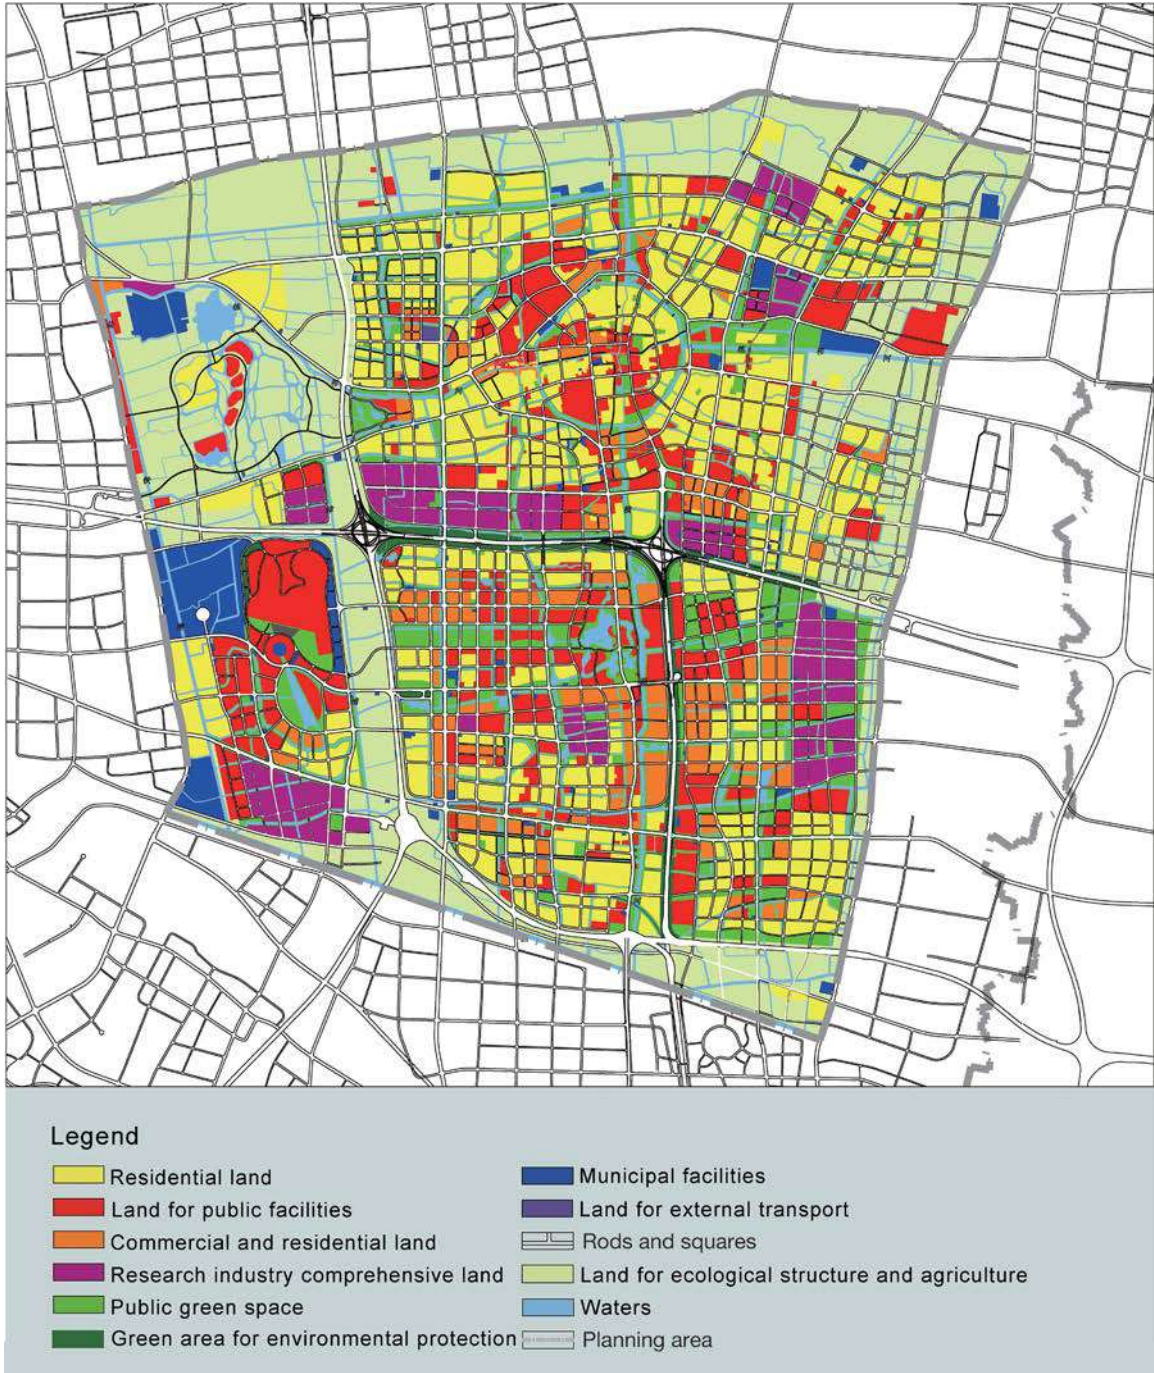 Legend
Residential land
Land for public facilities
Commercial and residential land
Research industry comprehensive land
Public green space
Green area for environmental protection
Municipal facilities
Land for external transport
Rods and squares
Land for ecological structure and agriculture
Waters
Planning area